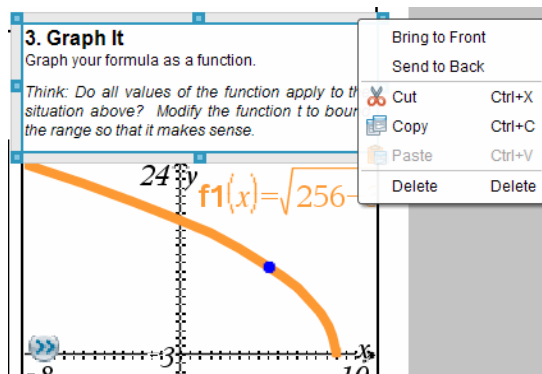 3. Graph It
Graph your formula as a function.
Think: Do all values of the function apply to
situation above? Modify the function t to
the range so that it makes sense.
Bring to Front
Send to Back
Cut Ctrl+X
Copy Ctrl+C
Paste Ctrl+V
Delete Delete
24 y
f1(x)=√256-
x
-8 -3 10